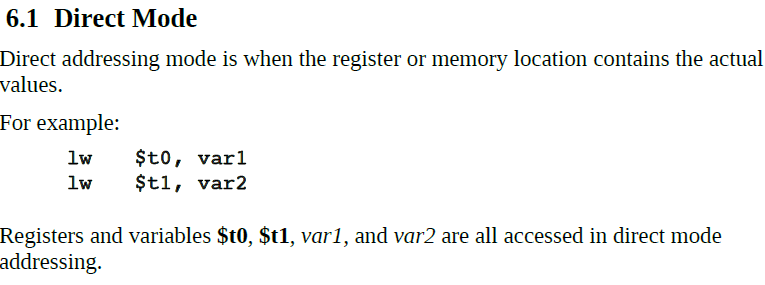 6.1 Direct Mode
Direct addressing mode is when the register or memory location contains the actual
values.
For example:
lw $t0, var1
lw $t1, var2
Registers and variables $t0, $t1, var1, and var2 are all accessed in direct mode
addressing.